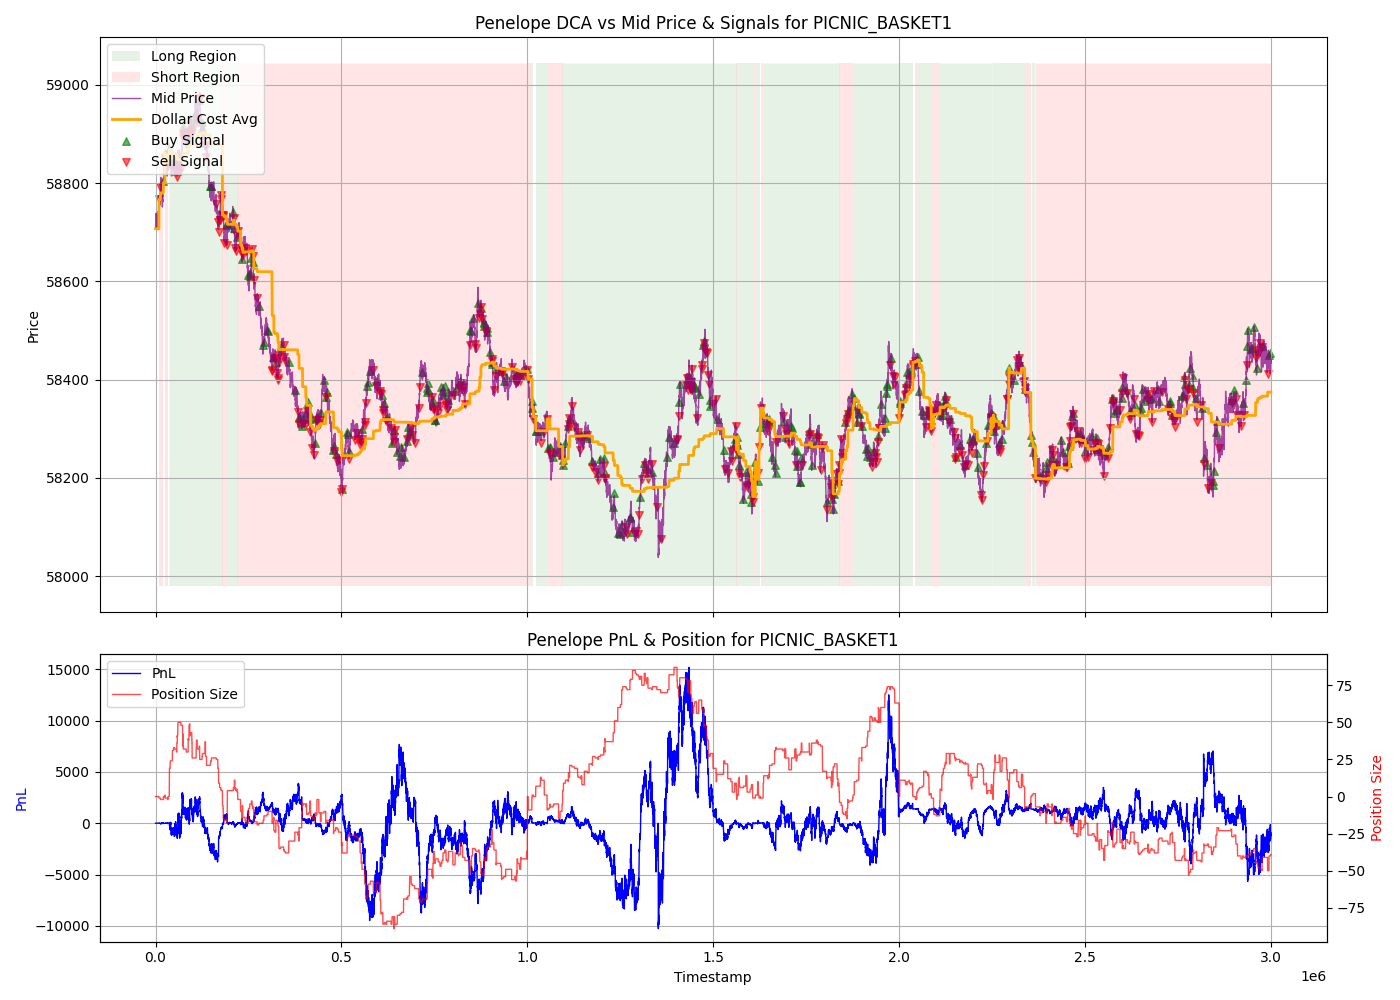 Penelope DCA vs Mid Price & Signals for PICNIC_BASKET1
Long Region
Short Region
Mid Price
Dollar Cost Avg
Buy Signal
Sell Signal
59000
58800
58600
58400
58200
58000
Price
Penelope PnL & Position for PICNIC_BASKET1
PnL
Position Size
15000
10000
5000
0
−5000
−10000
PnL
75
50
25
0
−25
−50
−75
Position Size
0.0
0.5
1.0
1.5
2.0
2.5
3.0
1e6
Timestamp